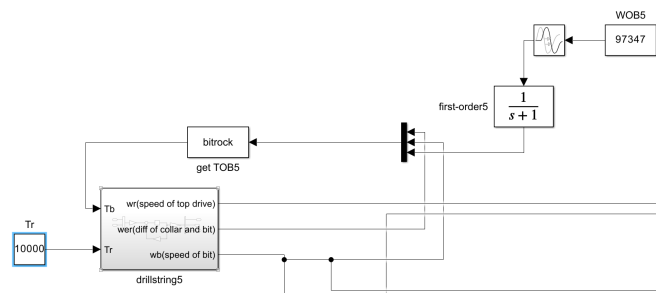 WOB5
97347
first-order5
1
s + 1
bitrock
get TOB5
Tr
10000
Tb
Tr
wr(speed of top drive)
wer(diff of collar and bit)
wb(speed of bit)
drillstring5